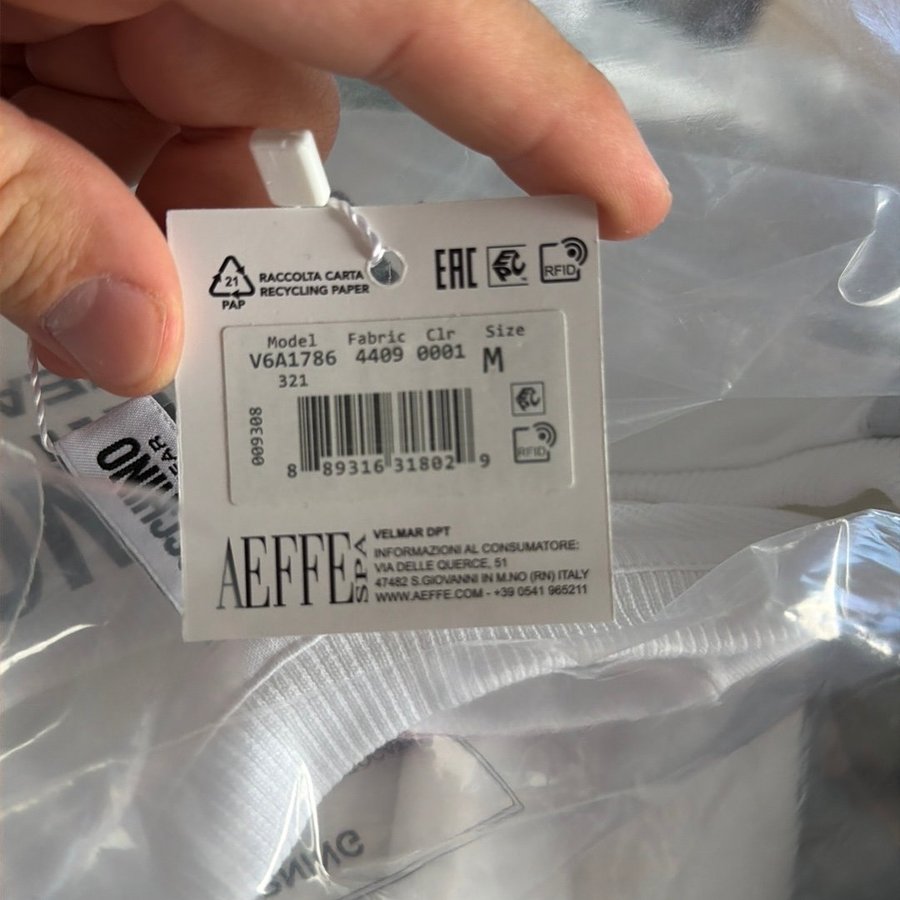 21
PAP
RACCOLTA CARTA
RECYCLING PAPER
EAC
EPC
RFID
Model Fabric Clr Size
V6A1786 4409 0001 M
321
009308
8 89316 31802 9
RFID
AEFFE SPA
VELMAR DPT
INFORMAZIONI AL CONSUMATORE:
VIA DELLE QUERCE, 51
47482 S.GIOVANNI IN M.NO (RN) ITALY
WWW.AEFFE.COM - +39 0541 965211